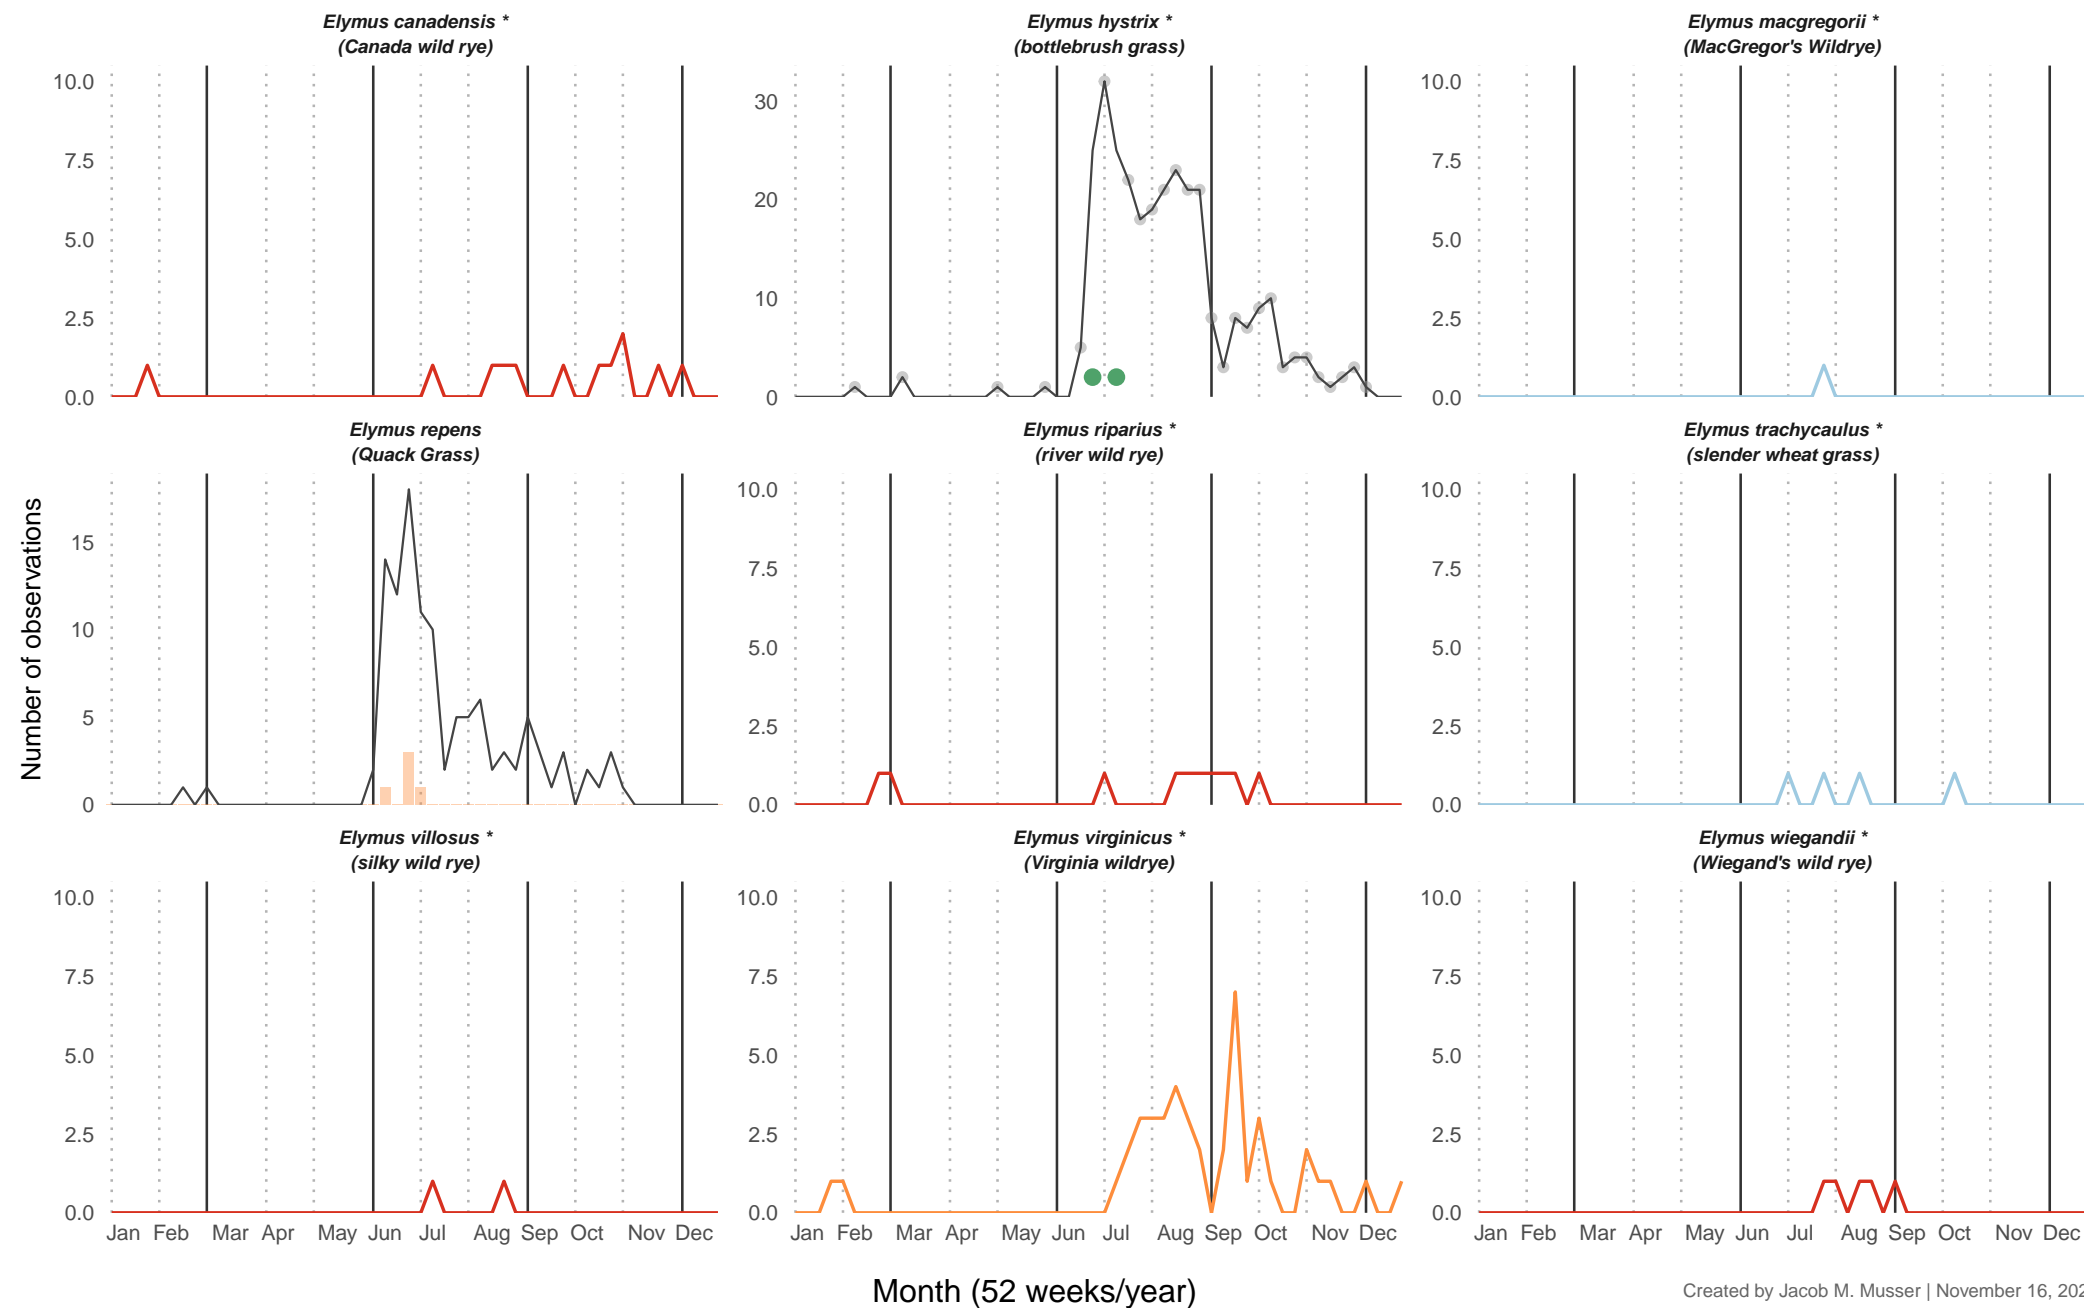 Elymus canadensis *
(Canada wild rye)
Elymus hystrix *
(bottlebrush grass)
Elymus macgregorii *
(MacGregor's Wildrye)
10.0
7.5
5.0
2.5
0.0
30
20
10
0
10.0
7.5
5.0
2.5
0.0
Elymus repens
(Quack Grass)
Elymus riparius *
(river wild rye)
Elymus trachycaulus *
(slender wheat grass)
Number of observations
15
10
5
0
10.0
7.5
5.0
2.5
0.0
10.0
7.5
5.0
2.5
0.0
Elymus villosus *
(silky wild rye)
Elymus virginicus *
(Virginia wildrye)
Elymus wiegandii *
(Wiegand's wild rye)
10.0
7.5
5.0
2.5
0.0
10.0
7.5
5.0
2.5
0.0
10.0
7.5
5.0
2.5
0.0
Jan Feb Mar Apr May Jun Jul Aug Sep Oct Nov Dec
Jan Feb Mar Apr May Jun Jul Aug Sep Oct Nov Dec
Jan Feb Mar Apr May Jun Jul Aug Sep Oct Nov Dec
Month (52 weeks/year)
Created by Jacob M. Musser | November 16, 202